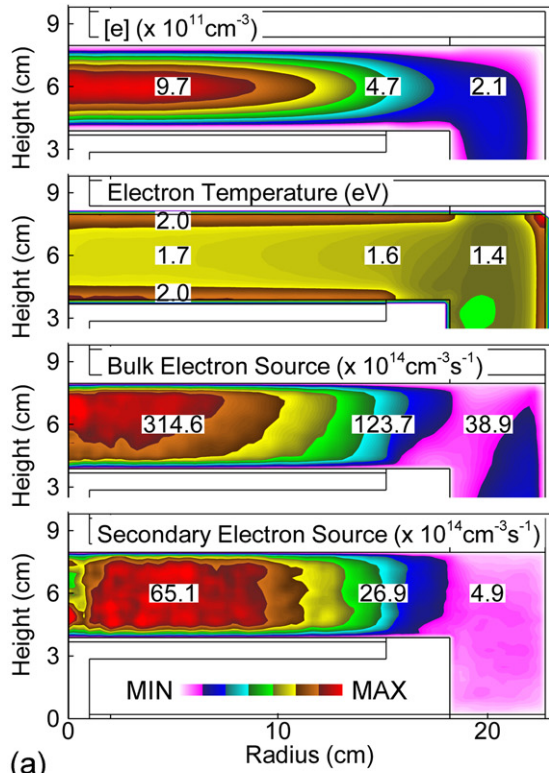 9
[e] (x 10¹¹cm⁻³)
Height (cm)
6
9.7
4.7
2.1
3
9
Electron Temperature (eV)
2.0
Height (cm)
6
1.7
1.6
1.4
2.0
3
9
Bulk Electron Source (x 10¹⁴cm⁻³s⁻¹)
Height (cm)
6
314.6
123.7
38.9
3
9
Secondary Electron Source (x 10¹⁴cm⁻³s⁻¹)
Height (cm)
6
65.1
26.9
4.9
3
MIN
MAX
0
0
10
20
Radius (cm)
(a)